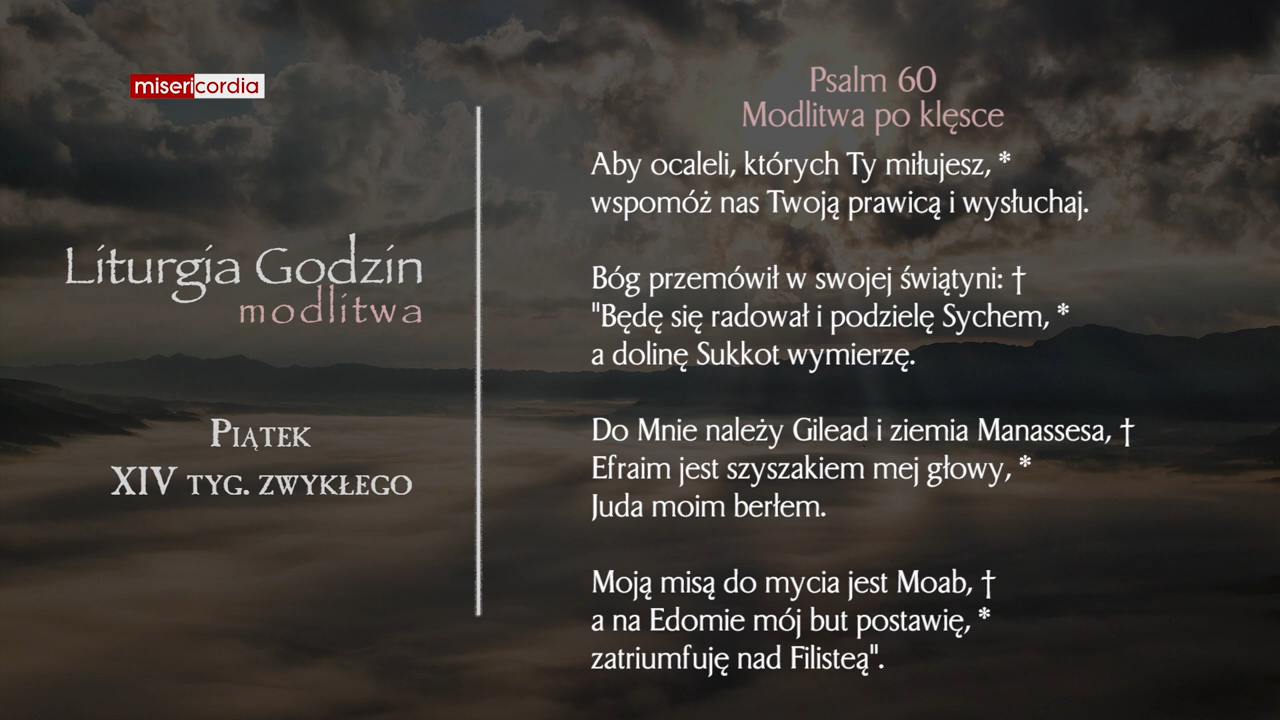 misericordia
Liturgia Godzin
modlitwa
Piątek
XIV tyg. zwykłego
Psalm 60
Modlitwa po klęsce
Aby ocaleli, których Ty miłujesz, *
wspomóż nas Twoją prawicą i wysłuchaj.
Bóg przemówił w swojej świątyni: †
"Będę się radował i podzielę Sychem, *
a dolinę Sukkot wymierzę.
Do Mnie należy Gilead i ziemia Manassesa, †
Efraim jest szyszakiem mej głowy, *
Juda moim berłem.
Moją misą do mycia jest Moab, †
a na Edomie mój but postawię, *
zatriumfuję nad Filisteą".